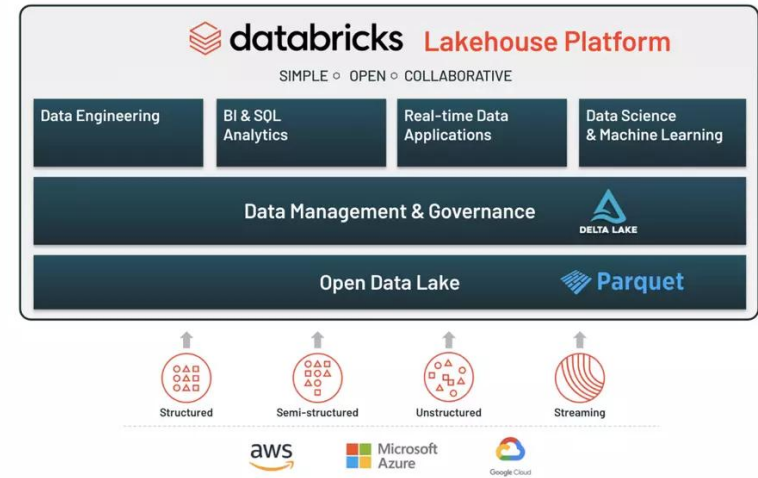 databricks Lakehouse Platform
SIMPLE OPEN COLLABORATIVE
Data Engineering
BI & SQL
Analytics
Real-time Data
Applications
Data Science
& Machine Learning
Data Management & Governance
DELTA LAKE
Open Data Lake
Parquet
Structured
Semi-structured
Unstructured
Streaming
aws
Microsoft
Azure
Google Cloud